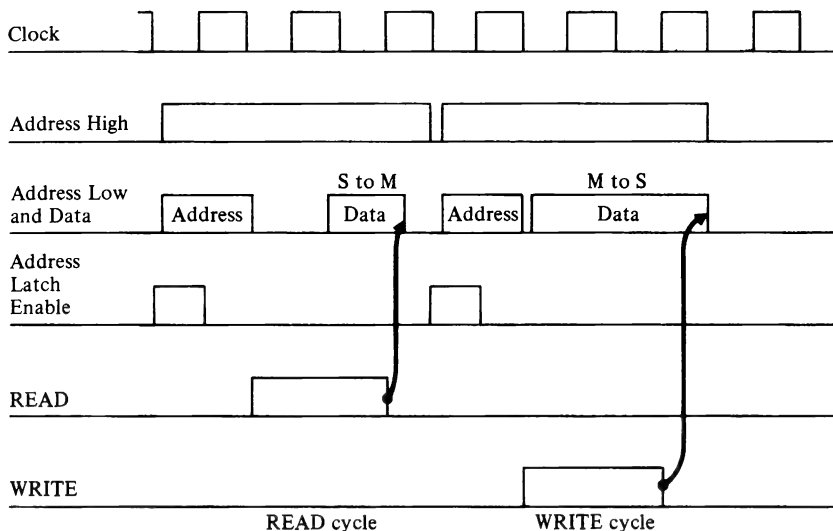 Clock
Address High
S to M
M to S
Address Low
and Data
Address
Data
Address
Data
Address
Latch
Enable
READ
WRITE
READ cycle
WRITE cycle